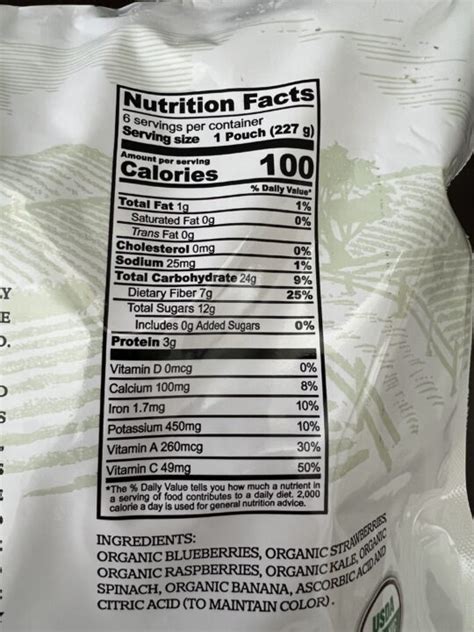 Nutrition Facts
6 servings per container
Serving size 1 Pouch (227 g)
Amount per serving
Calories 100
% Daily Value*
Total Fat 1g 1%
Saturated Fat 0g 0%
Trans Fat 0g
Cholesterol 0mg 0%
Sodium 25mg 1%
Total Carbohydrate 24g 9%
Dietary Fiber 7g 25%
Total Sugars 12g
Includes 0g Added Sugars 0%
Protein 3g
Vitamin D 0mcg 0%
Calcium 100mg 8%
Iron 1.7mg 10%
Potassium 450mg 10%
Vitamin A 260mcg 30%
Vitamin C 49mg 50%
*The % Daily Value tells you how much a nutrient in
a serving of food contributes to a daily diet. 2,000
calorie a day is used for general nutrition advice.
INGREDIENTS:
ORGANIC BLUEBERRIES, ORGANIC STRAWBERRIES,
ORGANIC RASPBERRIES, ORGANIC KALE, ORGANIC
SPINACH, ORGANIC BANANA, ASCORBIC ACID AND
CITRIC ACID (TO MAINTAIN COLOR).
USDA